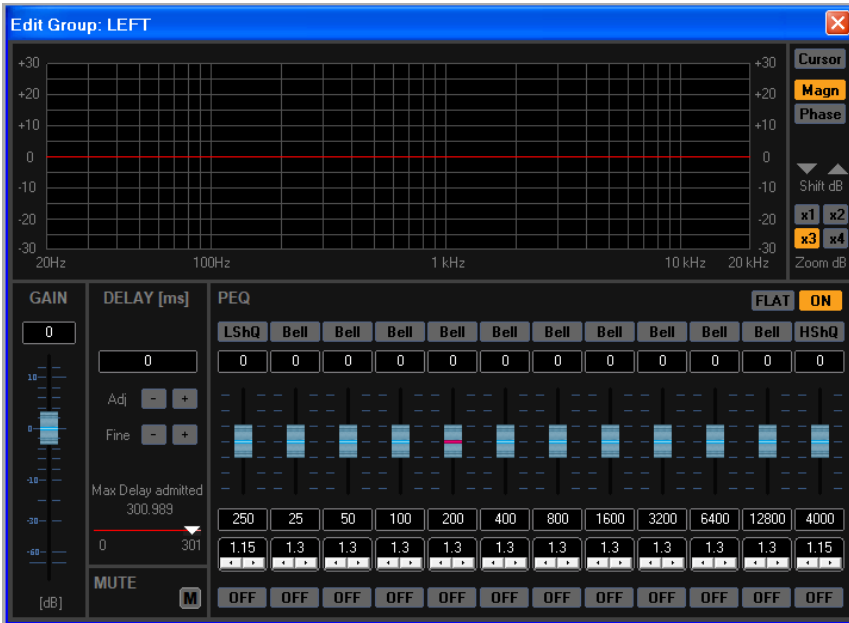 Edit Group: LEFT
+30 +30 Cursor
+20 +20 Magn
+10 +10 Phase
0 0
-10 -10 Shift dB
-20 -20 x1 x2
-30 -30 x3 x4
20Hz 100Hz 1 kHz 10 kHz 20 kHz Zoom dB
GAIN DELAY [ms] PEQ FLAT ON
LShQ Bell Bell Bell Bell Bell Bell Bell Bell Bell Bell HShQ
0 0 0 0 0 0 0 0 0 0 0 0 0 0
10
Adj - +
0 Fine - +
-10
Max Delay admitted
300.989
-30 250 25 50 100 200 400 800 1600 3200 6400 12800 4000
0 301
-60 1.15 1.3 1.3 1.3 1.3 1.3 1.3 1.3 1.3 1.3 1.3 1.15
MUTE M
[dB] OFF OFF OFF OFF OFF OFF OFF OFF OFF OFF OFF OFF